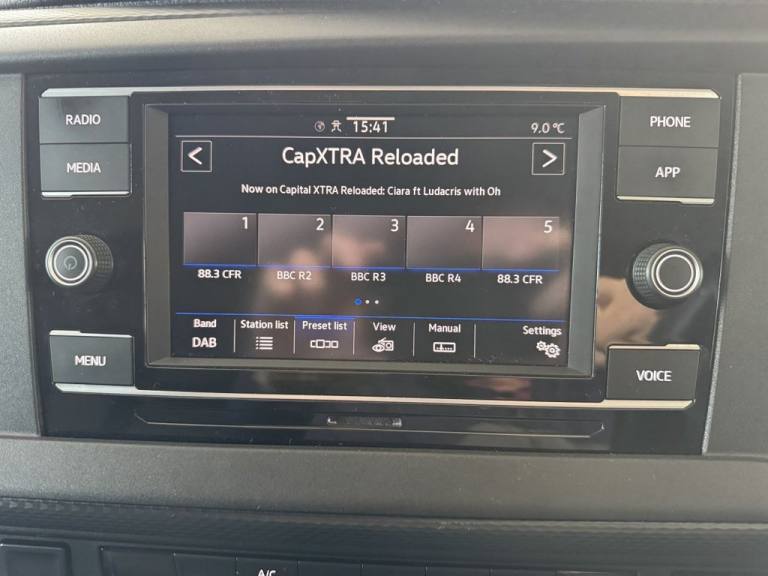 RADIO
MEDIA
MENU
PHONE
APP
VOICE
15:41
9.0 °C
< CapXTRA Reloaded >
Now on Capital XTRA Reloaded: Ciara ft Ludacris with Oh
1 2 3 4 5
88.3 CFR BBC R2 BBC R3 BBC R4 88.3 CFR
Band Station list Preset list View Manual Settings
DAB
A/C